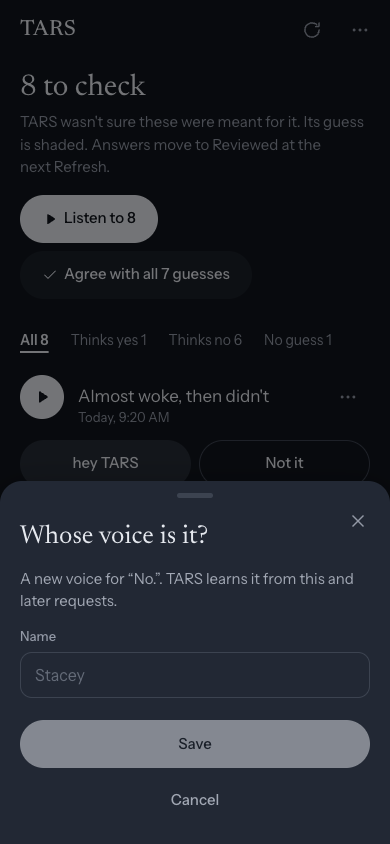 TARS
8 to check
TARS wasn't sure these were meant for it. Its guess
is shaded. Answers move to Reviewed at the
next Refresh.
Listen to 8
Agree with all 7 guesses
All 8 Thinks yes 1 Thinks no 6 No guess 1
Almost woke, then didn't
Today, 9:20 AM
hey TARS Not it
Whose voice is it?
A new voice for “No.”. TARS learns it from this and
later requests.
Name
Stacey
Save
Cancel